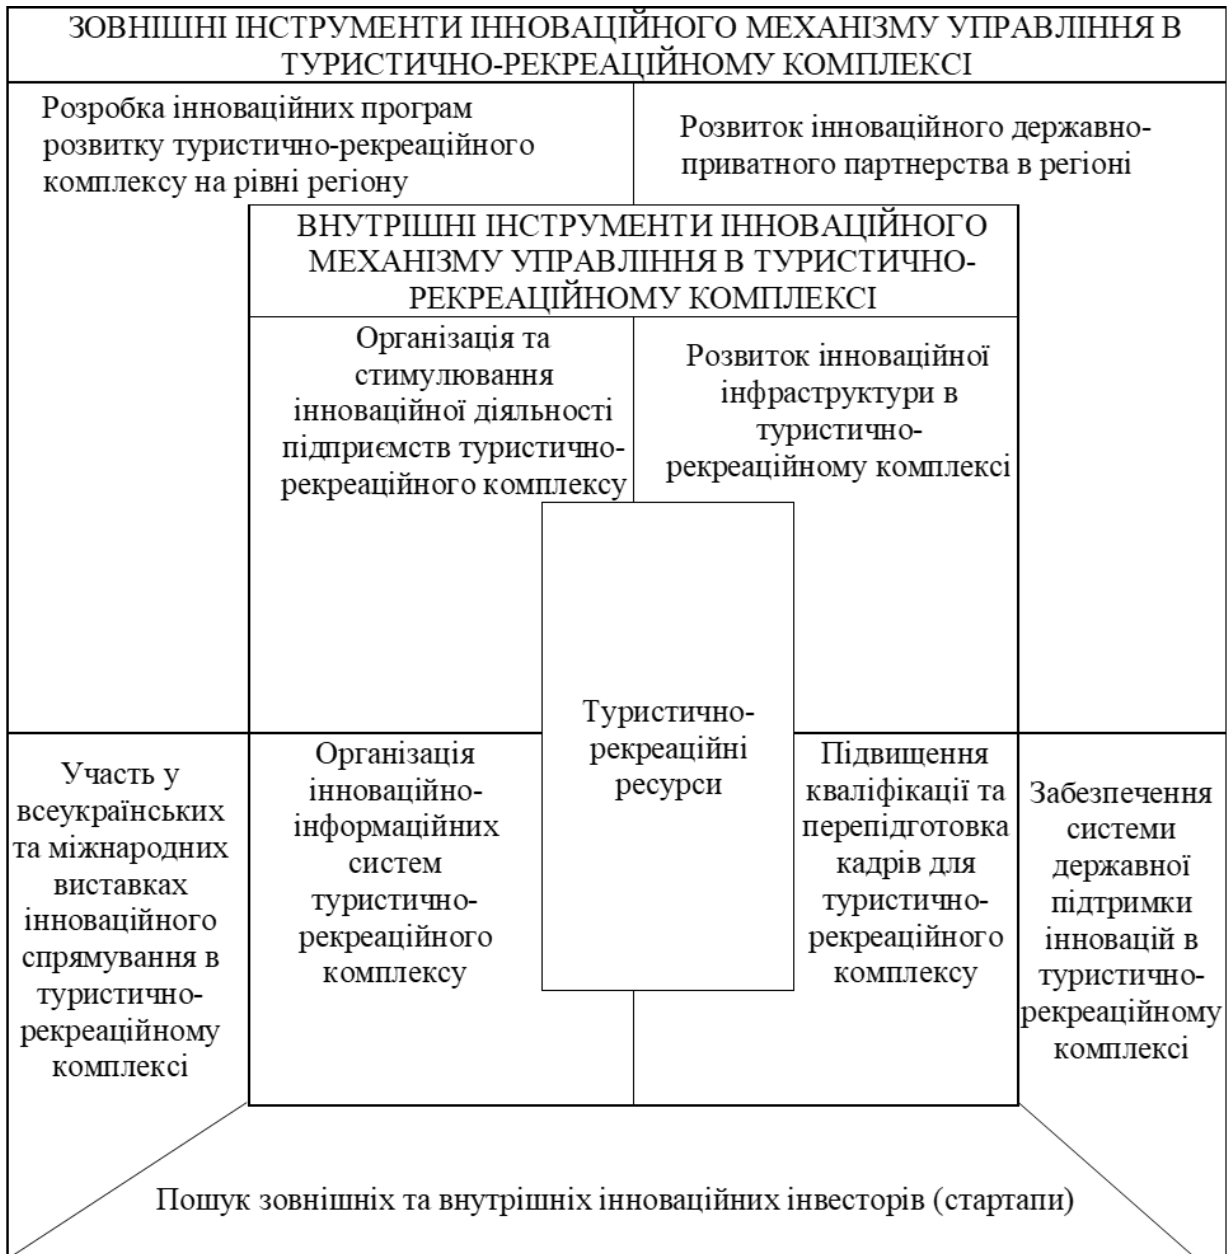 ЗОВНІШНІ ІНСТРУМЕНТИ ІННОВАЦІЙНОГО МЕХАНІЗМУ УПРАВЛІННЯ В
ТУРИСТИЧНО-РЕКРЕАЦІЙНОМУ КОМПЛЕКСІ
Розробка інноваційних програм
розвитку туристично-рекреаційного
комплексу на рівні регіону
Розвиток інноваційного державно-
приватного партнерства в регіоні
ВНУТРІШНІ ІНСТРУМЕНТИ ІННОВАЦІЙНОГО
МЕХАНІЗМУ УПРАВЛІННЯ В ТУРИСТИЧНО-
РЕКРЕАЦІЙНОМУ КОМПЛЕКСІ
Організація та
стимулювання
інноваційної діяльності
підприємств туристично-
рекреаційного комплексу
Розвиток інноваційної
інфраструктури в
туристично-
рекреаційному комплексі
Туристично-
рекреаційні
ресурси
Участь у
всеукраїнських
та міжнародних
виставках
інноваційного
спрямування в
туристично-
рекреаційному
комплексі
Організація
інноваційно-
інформаційних
систем
туристично-
рекреаційного
комплексу
Підвищення
кваліфікації та
перепідготовка
кадрів для
туристично-
рекреаційного
комплексу
Забезпечення
системи
державної
підтримки
інновацій в
туристично-
рекреаційному
комплексі
Пошук зовнішніх та внутрішніх інноваційних інвесторів (стартапи)